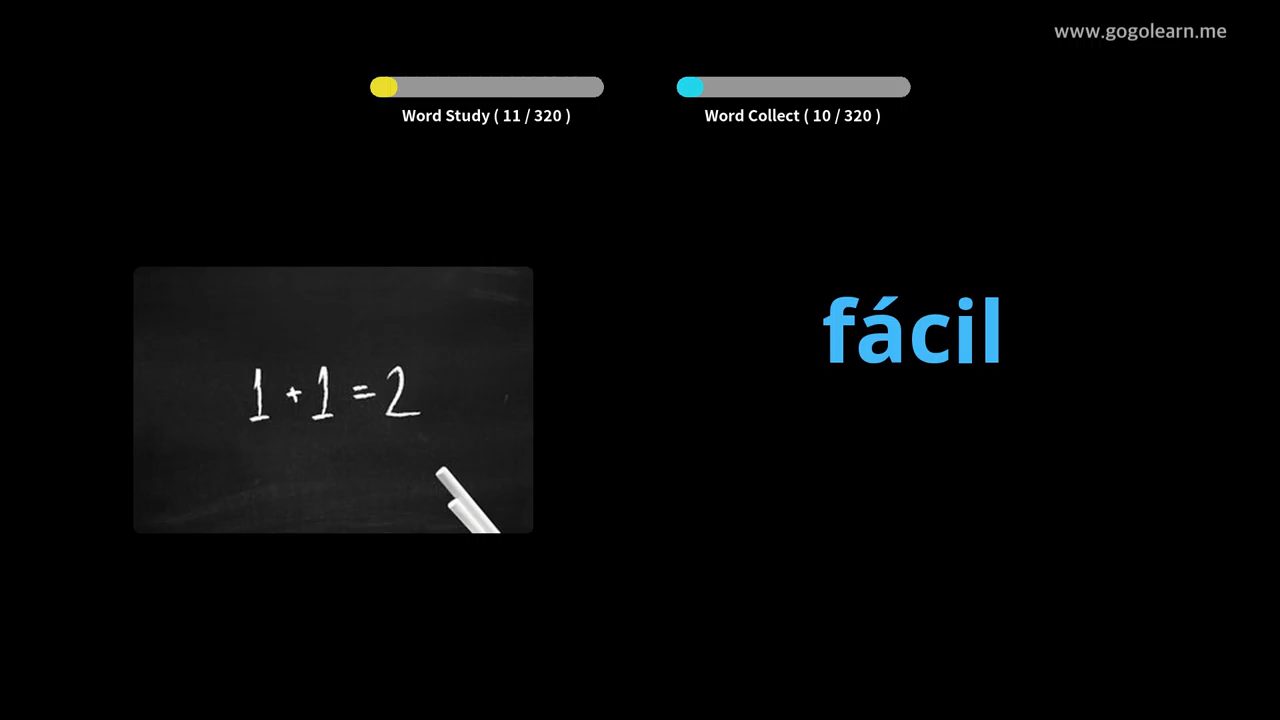 www.gogolearn.me
Word Study ( 11 / 320 )
Word Collect ( 10 / 320 )
1 + 1 = 2
fácil